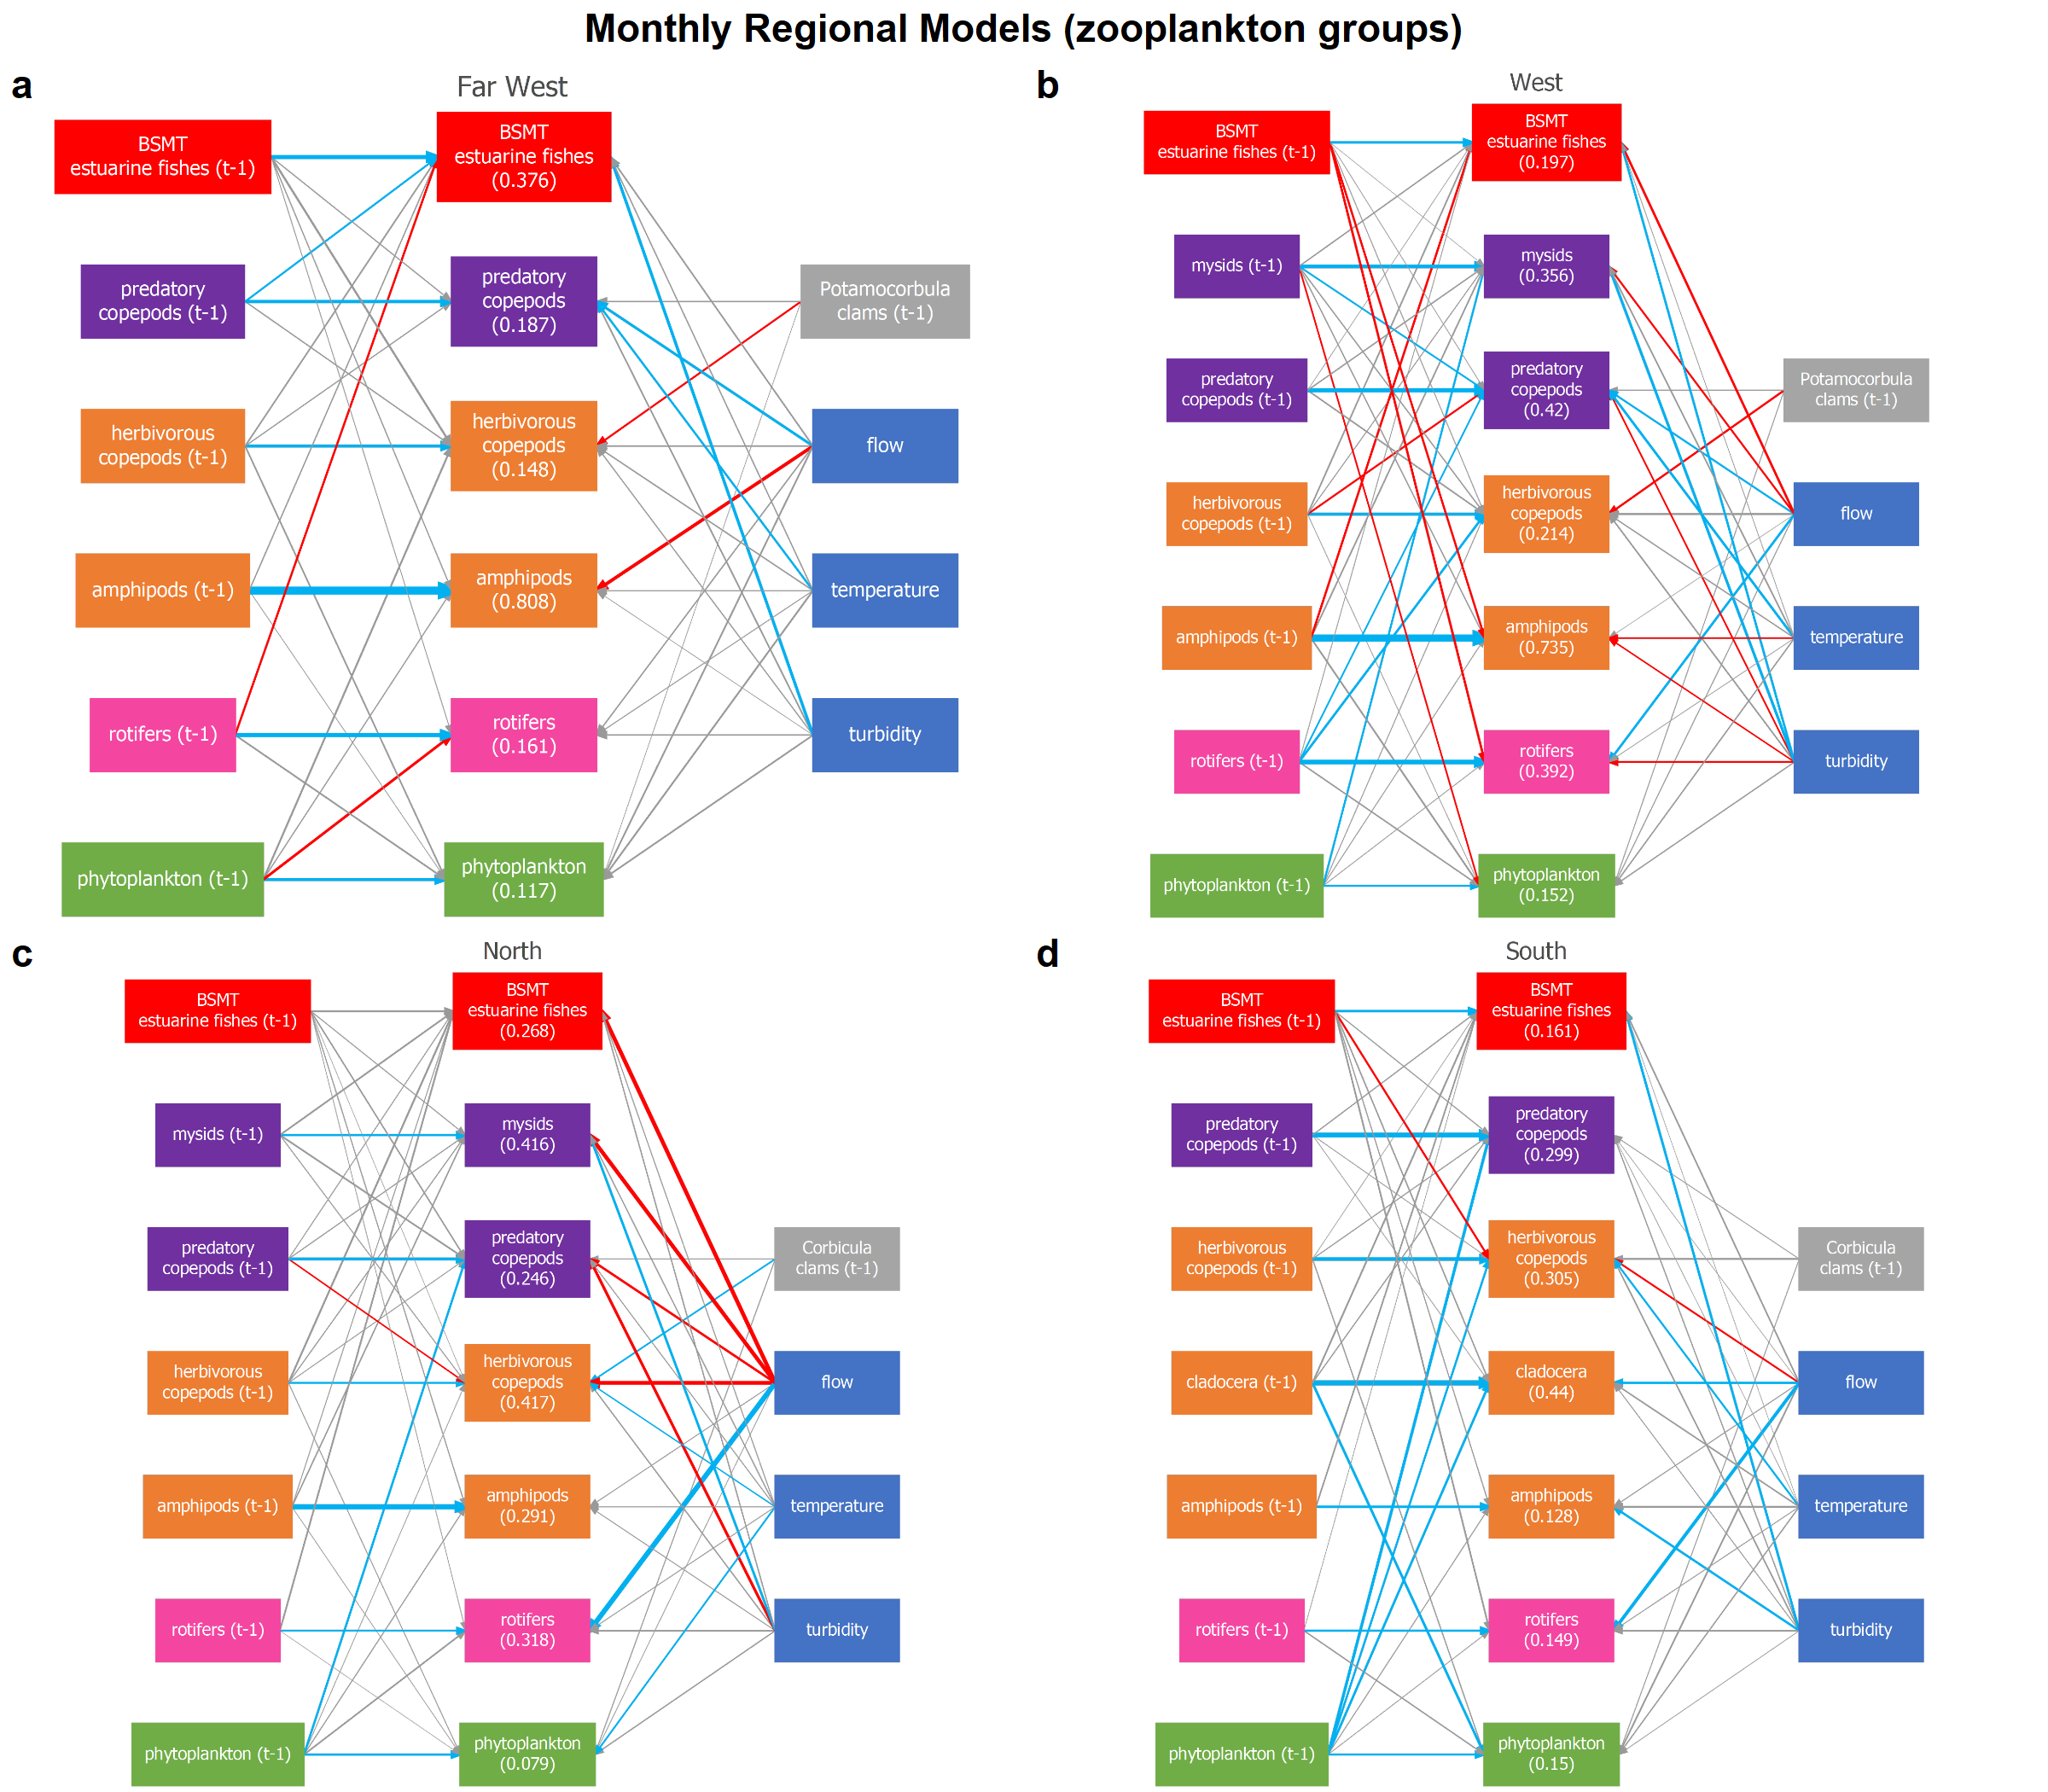 Monthly Regional Models (zooplankton groups)
a
Far West
BSMT
estuarine fishes (t-1)
predatory
copepods (t-1)
herbivorous
copepods (t-1)
amphipods (t-1)
rotifers (t-1)
phytoplankton (t-1)
BSMT
estuarine fishes
(0.376)
predatory
copepods
(0.187)
herbivorous
copepods
(0.148)
amphipods
(0.808)
rotifers
(0.161)
phytoplankton
(0.117)
Potamocorbula
clams (t-1)
flow
temperature
turbidity
b
West
BSMT
estuarine fishes (t-1)
mysids (t-1)
predatory
copepods (t-1)
herbivorous
copepods (t-1)
amphipods (t-1)
rotifers (t-1)
phytoplankton (t-1)
BSMT
estuarine fishes
(0.197)
mysids
(0.356)
predatory
copepods
(0.42)
herbivorous
copepods
(0.214)
amphipods
(0.735)
rotifers
(0.392)
phytoplankton
(0.152)
Potamocorbula
clams (t-1)
flow
temperature
turbidity
c
North
BSMT
estuarine fishes (t-1)
mysids (t-1)
predatory
copepods (t-1)
herbivorous
copepods (t-1)
amphipods (t-1)
rotifers (t-1)
phytoplankton (t-1)
BSMT
estuarine fishes
(0.268)
mysids
(0.416)
predatory
copepods
(0.246)
herbivorous
copepods
(0.417)
amphipods
(0.291)
rotifers
(0.318)
phytoplankton
(0.079)
Corbicula
clams (t-1)
flow
temperature
turbidity
d
South
BSMT
estuarine fishes (t-1)
predatory
copepods (t-1)
herbivorous
copepods (t-1)
cladocera (t-1)
amphipods (t-1)
rotifers (t-1)
phytoplankton (t-1)
BSMT
estuarine fishes
(0.161)
predatory
copepods
(0.299)
herbivorous
copepods
(0.305)
cladocera
(0.44)
amphipods
(0.128)
rotifers
(0.149)
phytoplankton
(0.15)
Corbicula
clams (t-1)
flow
temperature
turbidity